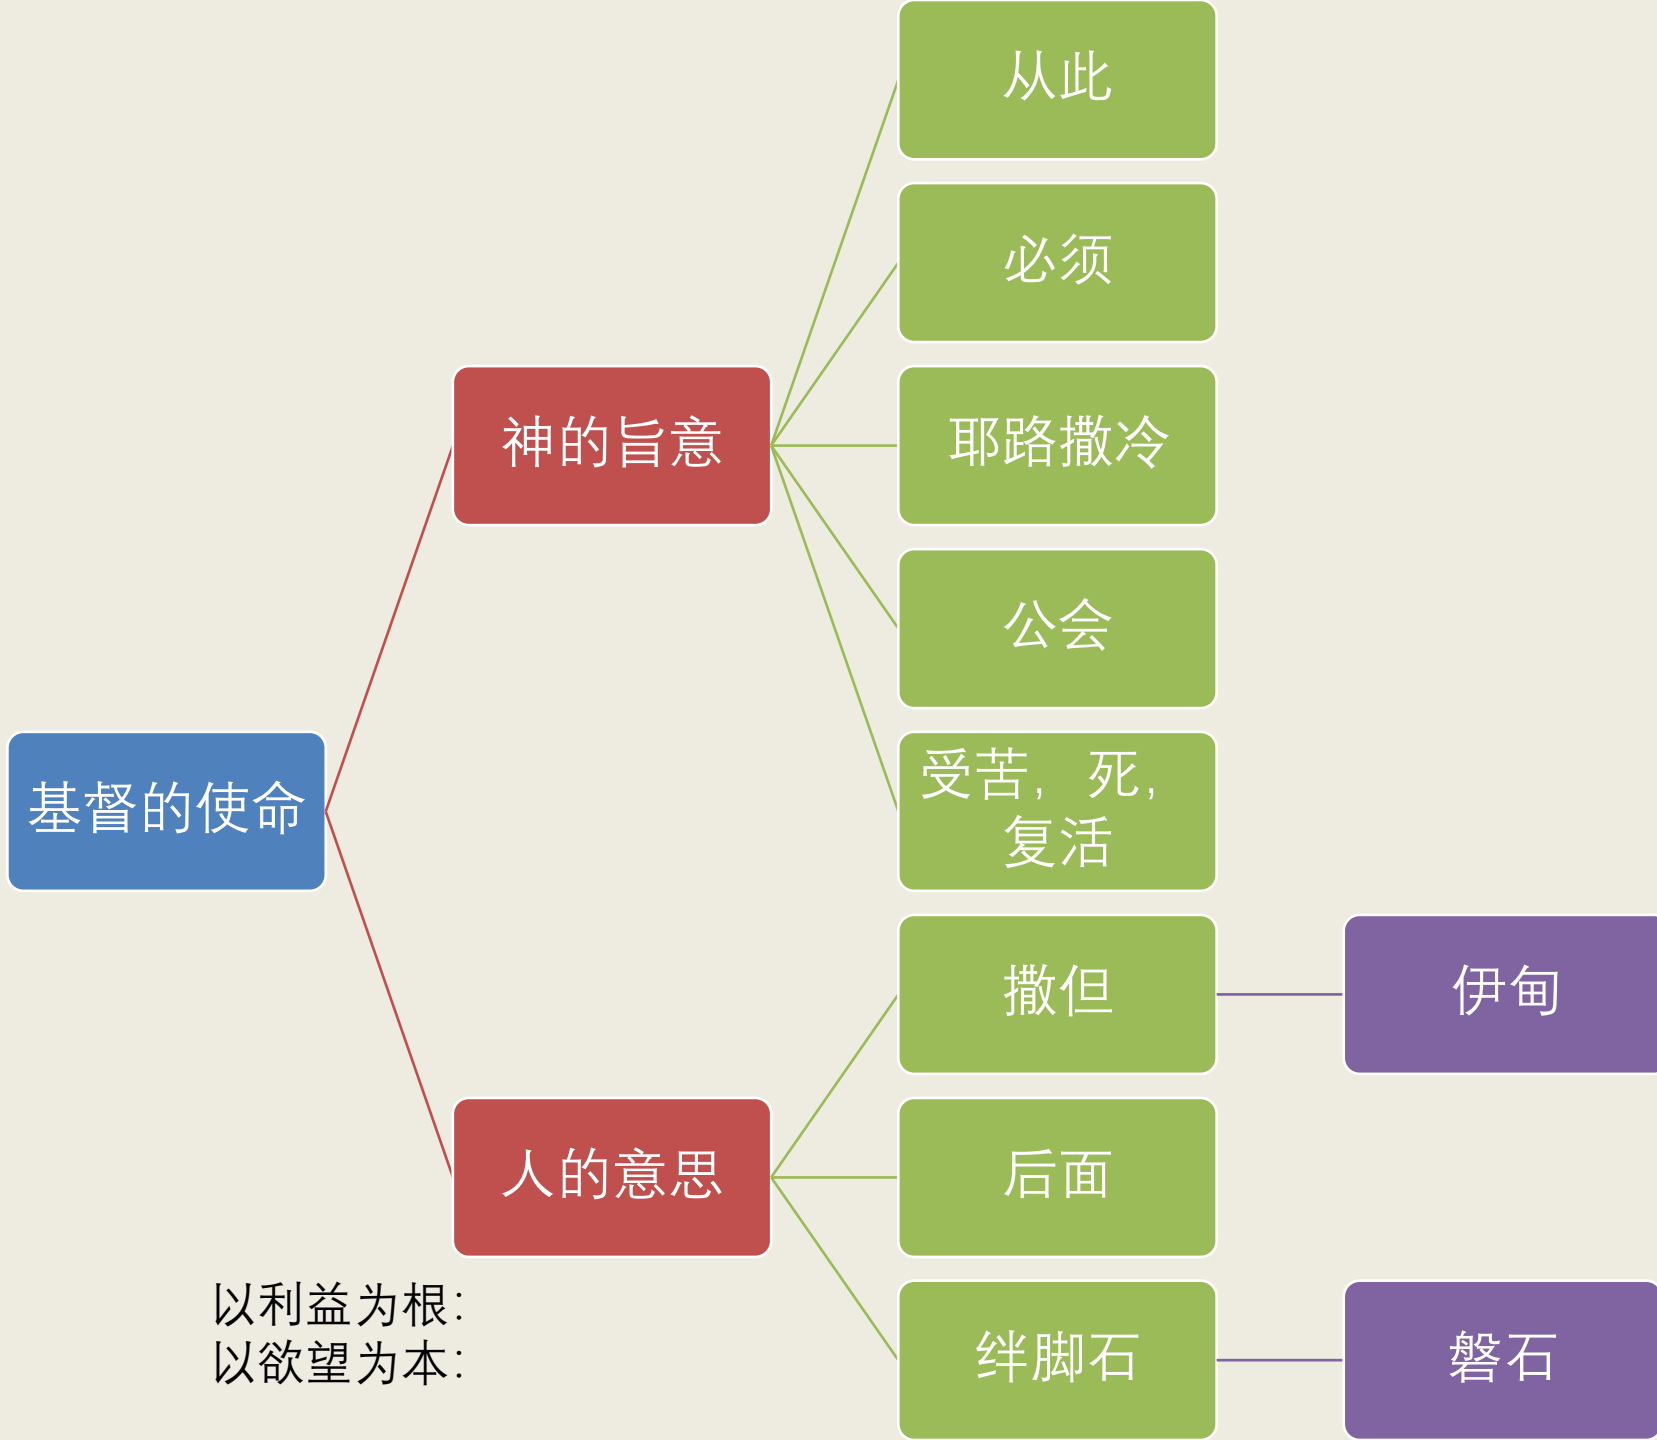 从此
必须
神的旨意
耶路撒冷
公会
基督的使命
受苦，死，
复活
撒但
伊甸
人的意思
后面
以利益为根：
以欲望为本：
绊脚石
磐石